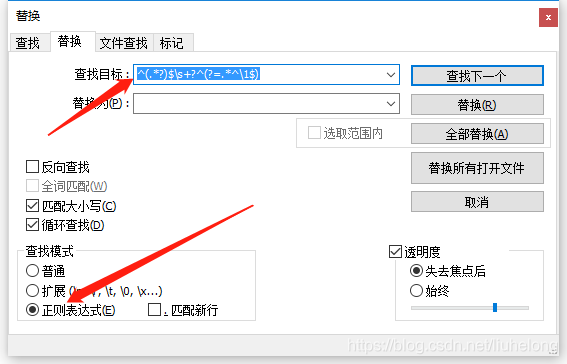 替换
查找
替换
文件查找
标记
查找目标:
^(.*?)$\s+?^(?=.*^\1$)
查找下一个
替换为(P):
替换(R)
选取范围内
全部替换(A)
替换所有打开文件
取消
反向查找
全词匹配(W)
匹配大小写(C)
循环查找(D)
查找模式
普通
扩展 (\n, \r, \t, \0, \x...)
正则表达式(E)
. 匹配新行
透明度
失去焦点后
始终
https://blog.csdn.net/liuhelong